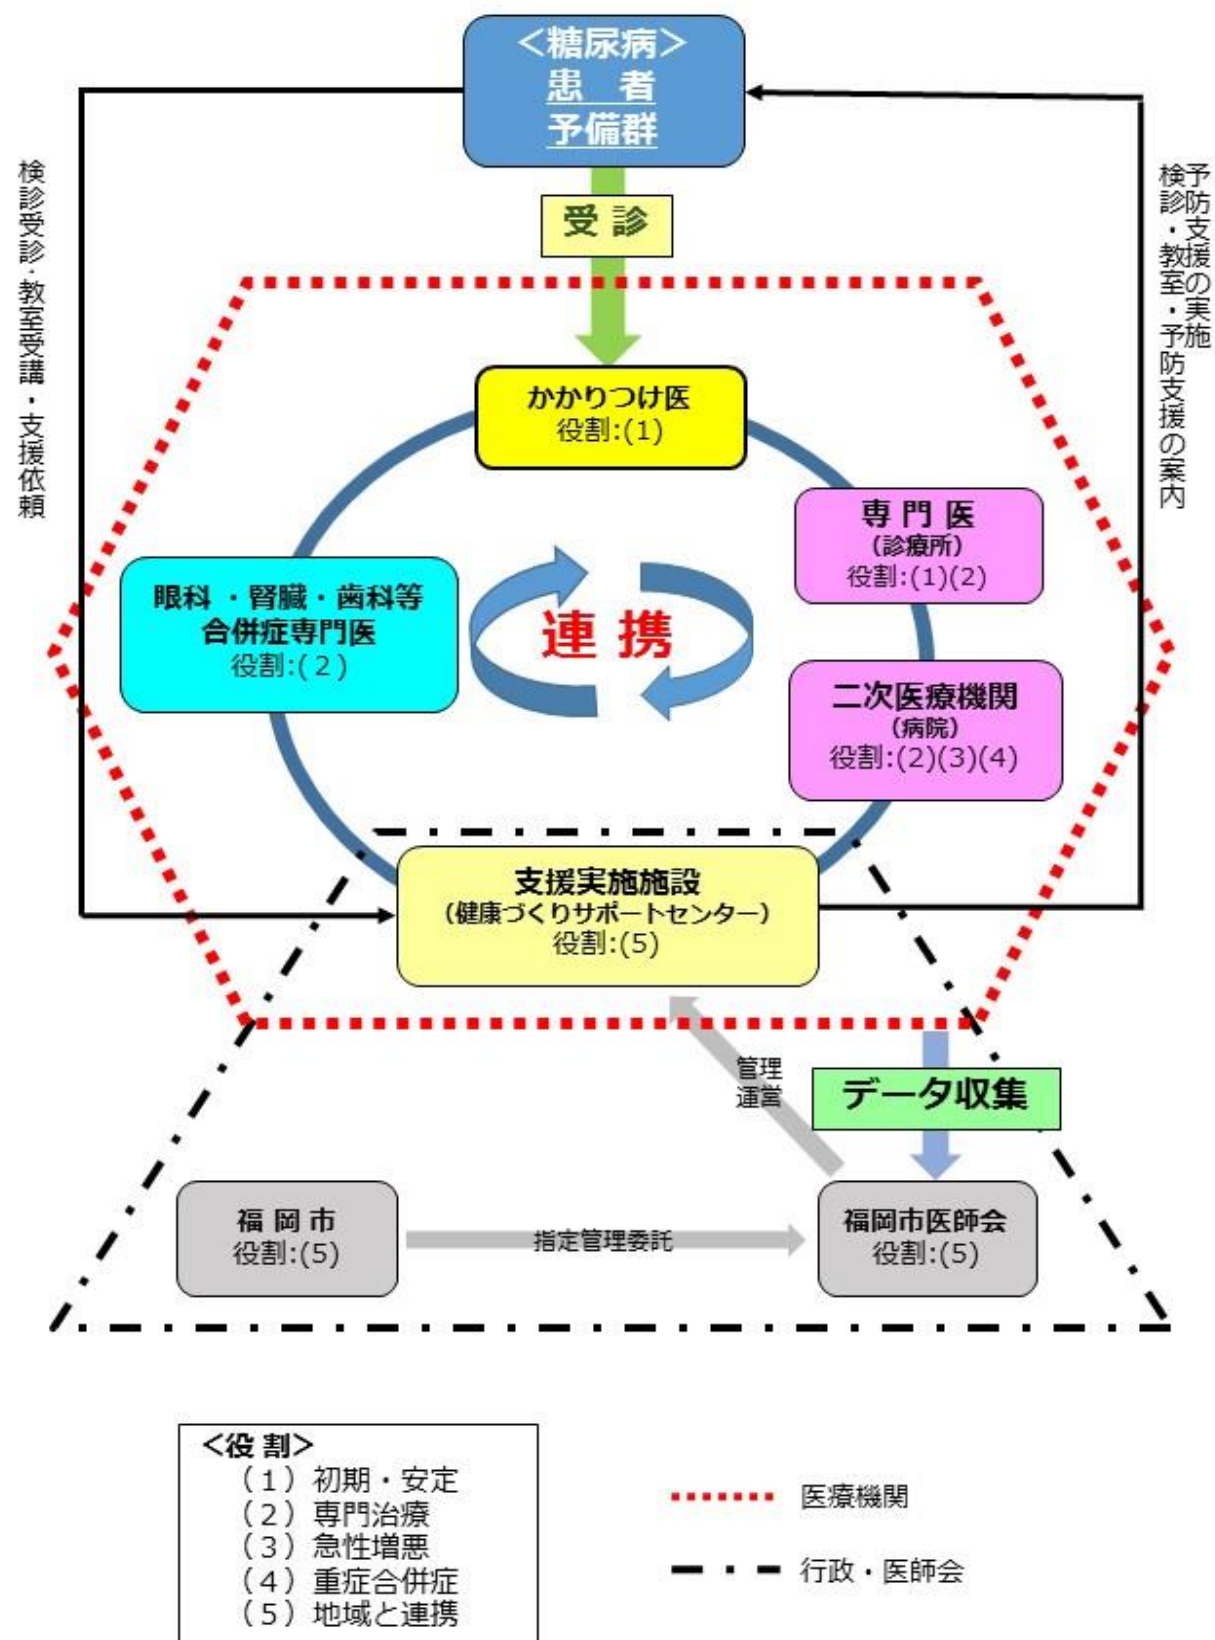 ＜糖尿病＞
患　者
予備群
受 診
検診受診・教室受講・支援依頼
予防支援の実施
検診・教室・予防支援の案内
かかりつけ医
役割:(1)
専 門 医
（診療所）
役割:(1)(2)
眼科 ・腎臓・歯科等
合併症専門医
役割:(２)
連 携
二次医療機関
（病院）
役割:(2)(3)(4)
支援実施施設
（健康づくりサポートセンター）
役割:(5)
管理
運営
データ収集
福 岡 市
役割:(5)
指定管理委託
福岡市医師会
役割:(5)
＜役 割＞
（１）初期・安定
（２）専門治療
（３）急性増悪
（４）重症合併症
（５）地域と連携
医療機関
行政・医師会